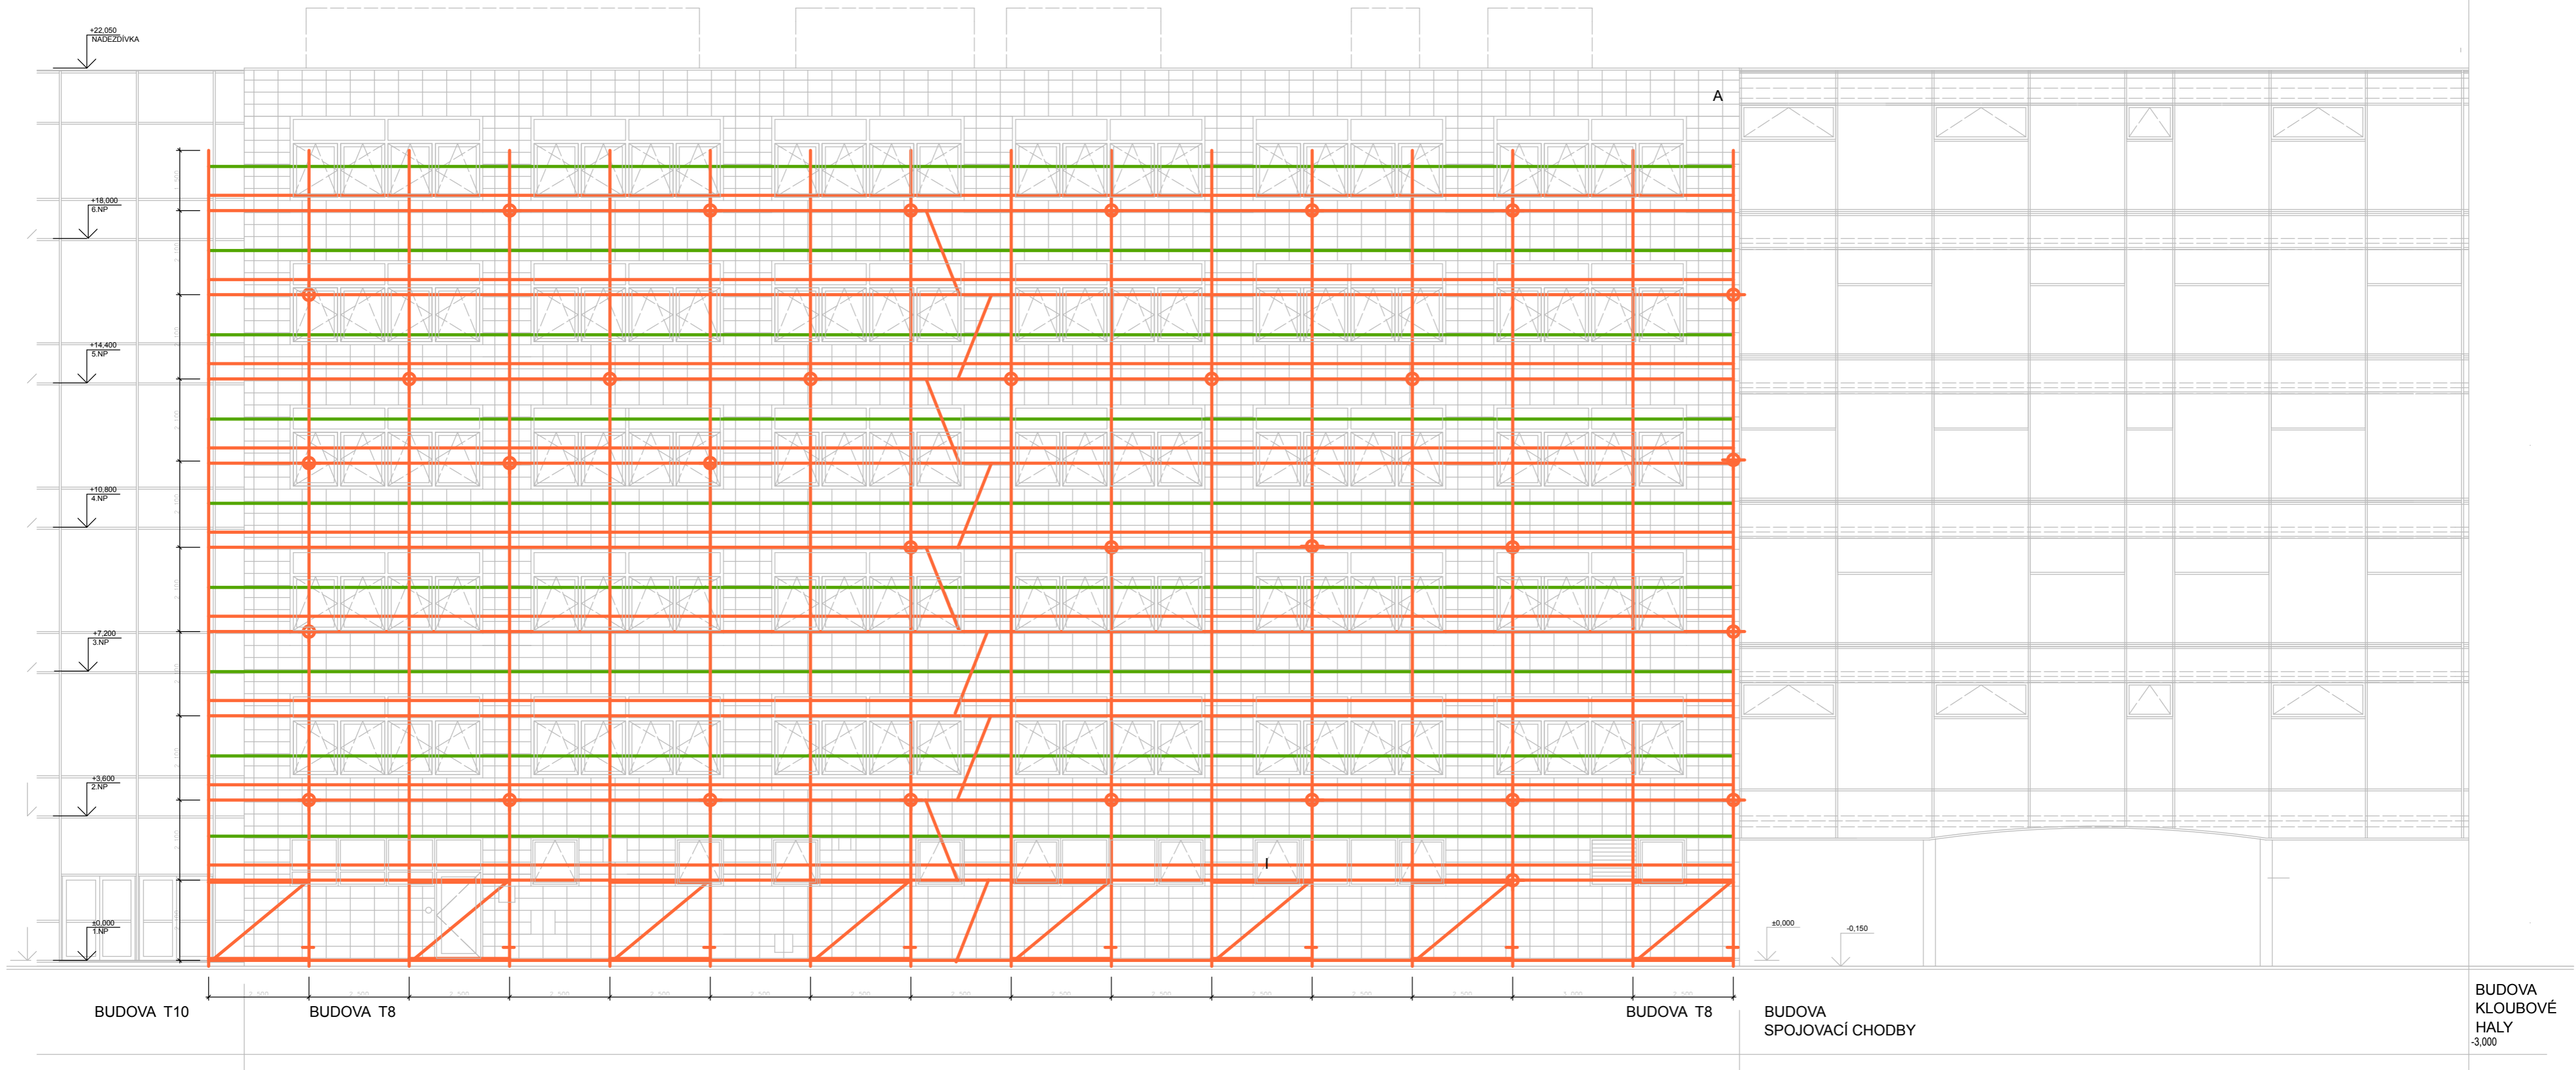 +22,050
NADEZDÍVKA
A
+18,000
6.NP
+14,400
5.NP
+10,800
4.NP
+7,200
3.NP
+3,600
2.NP
I
±0,000
1.NP
±0,000
-0,150
BUDOVA T10
BUDOVA T8
BUDOVA T8
BUDOVA
SPOJOVACÍ CHODBY
BUDOVA
KLOUBOVÉ
HALY
-3,000